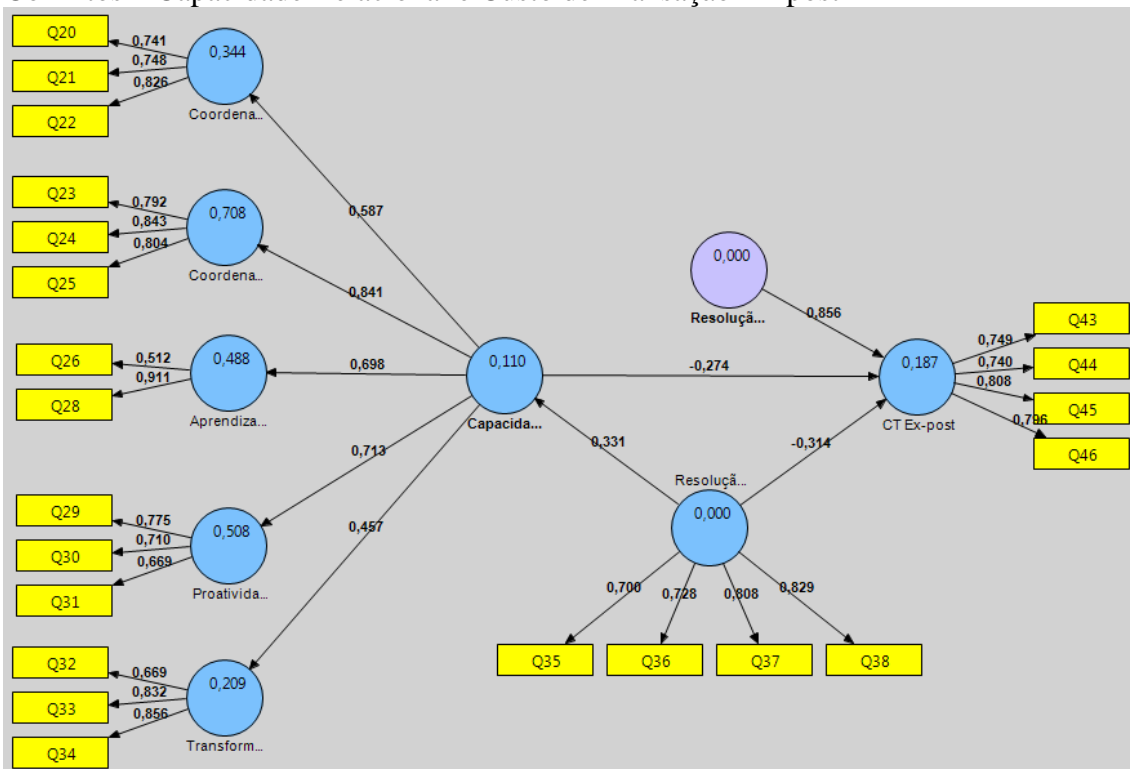 Q20
0,741
0,344
Q21
0,748
0,826
Q22
Coordena...
Q23
0,792
0,708
Q24
0,843
0,804
Q25
Coordena...
0,587
0,841
Q26
0,512
0,488
0,698
Q28
0,911
Aprendiza...
0,110
Capacida...
-0,274
0,000
Resoluçã...
0,856
0,187
CT Ex-post
0,749
Q43
0,740
Q44
0,808
Q45
0,796
Q46
0,713
0,331
-0,314
Q29
0,775
0,508
Q30
0,710
0,669
Q31
Proativida...
0,457
Resoluçã...
0,000
0,700
0,728
0,808
0,829
Q35
Q36
Q37
Q38
Q32
0,669
0,209
Q33
0,832
0,856
Q34
Transform...